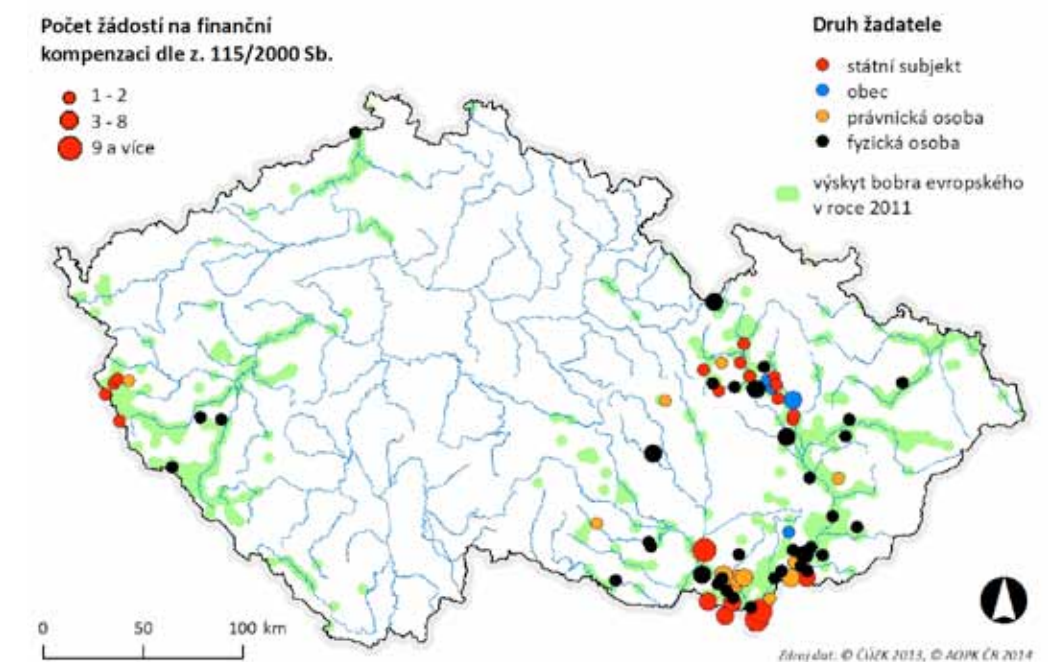 Počet žádostí na finanční
kompenzaci dle z. 115/2000 Sb.
1 - 2
3 - 8
9 a více
Druh žadatele
státní subjekt
obec
právnická osoba
fyzická osoba
výskyt bobra evropského
v roce 2011
0 50 100 km
Zdroj dat: © ČÚZK 2013, © AOPK ČR 2014